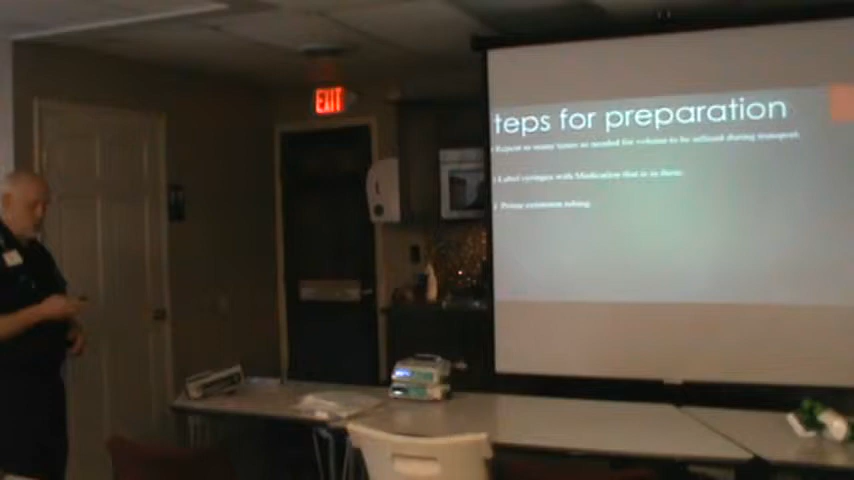 EXIT
teps for preparation
Repeat as many times as needed for volume to be utilized during transport.
Label syringes with Medication that is in them.
Prime extension tubing.